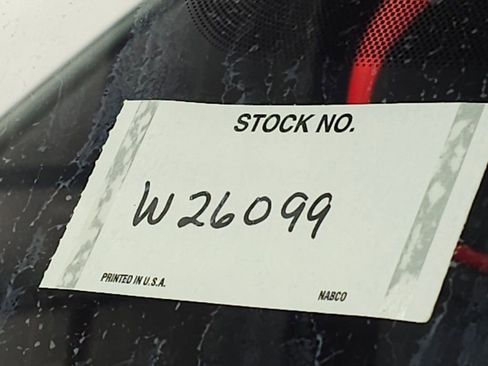 STOCK NO.
W26099
PRINTED IN U.S.A. NABCO